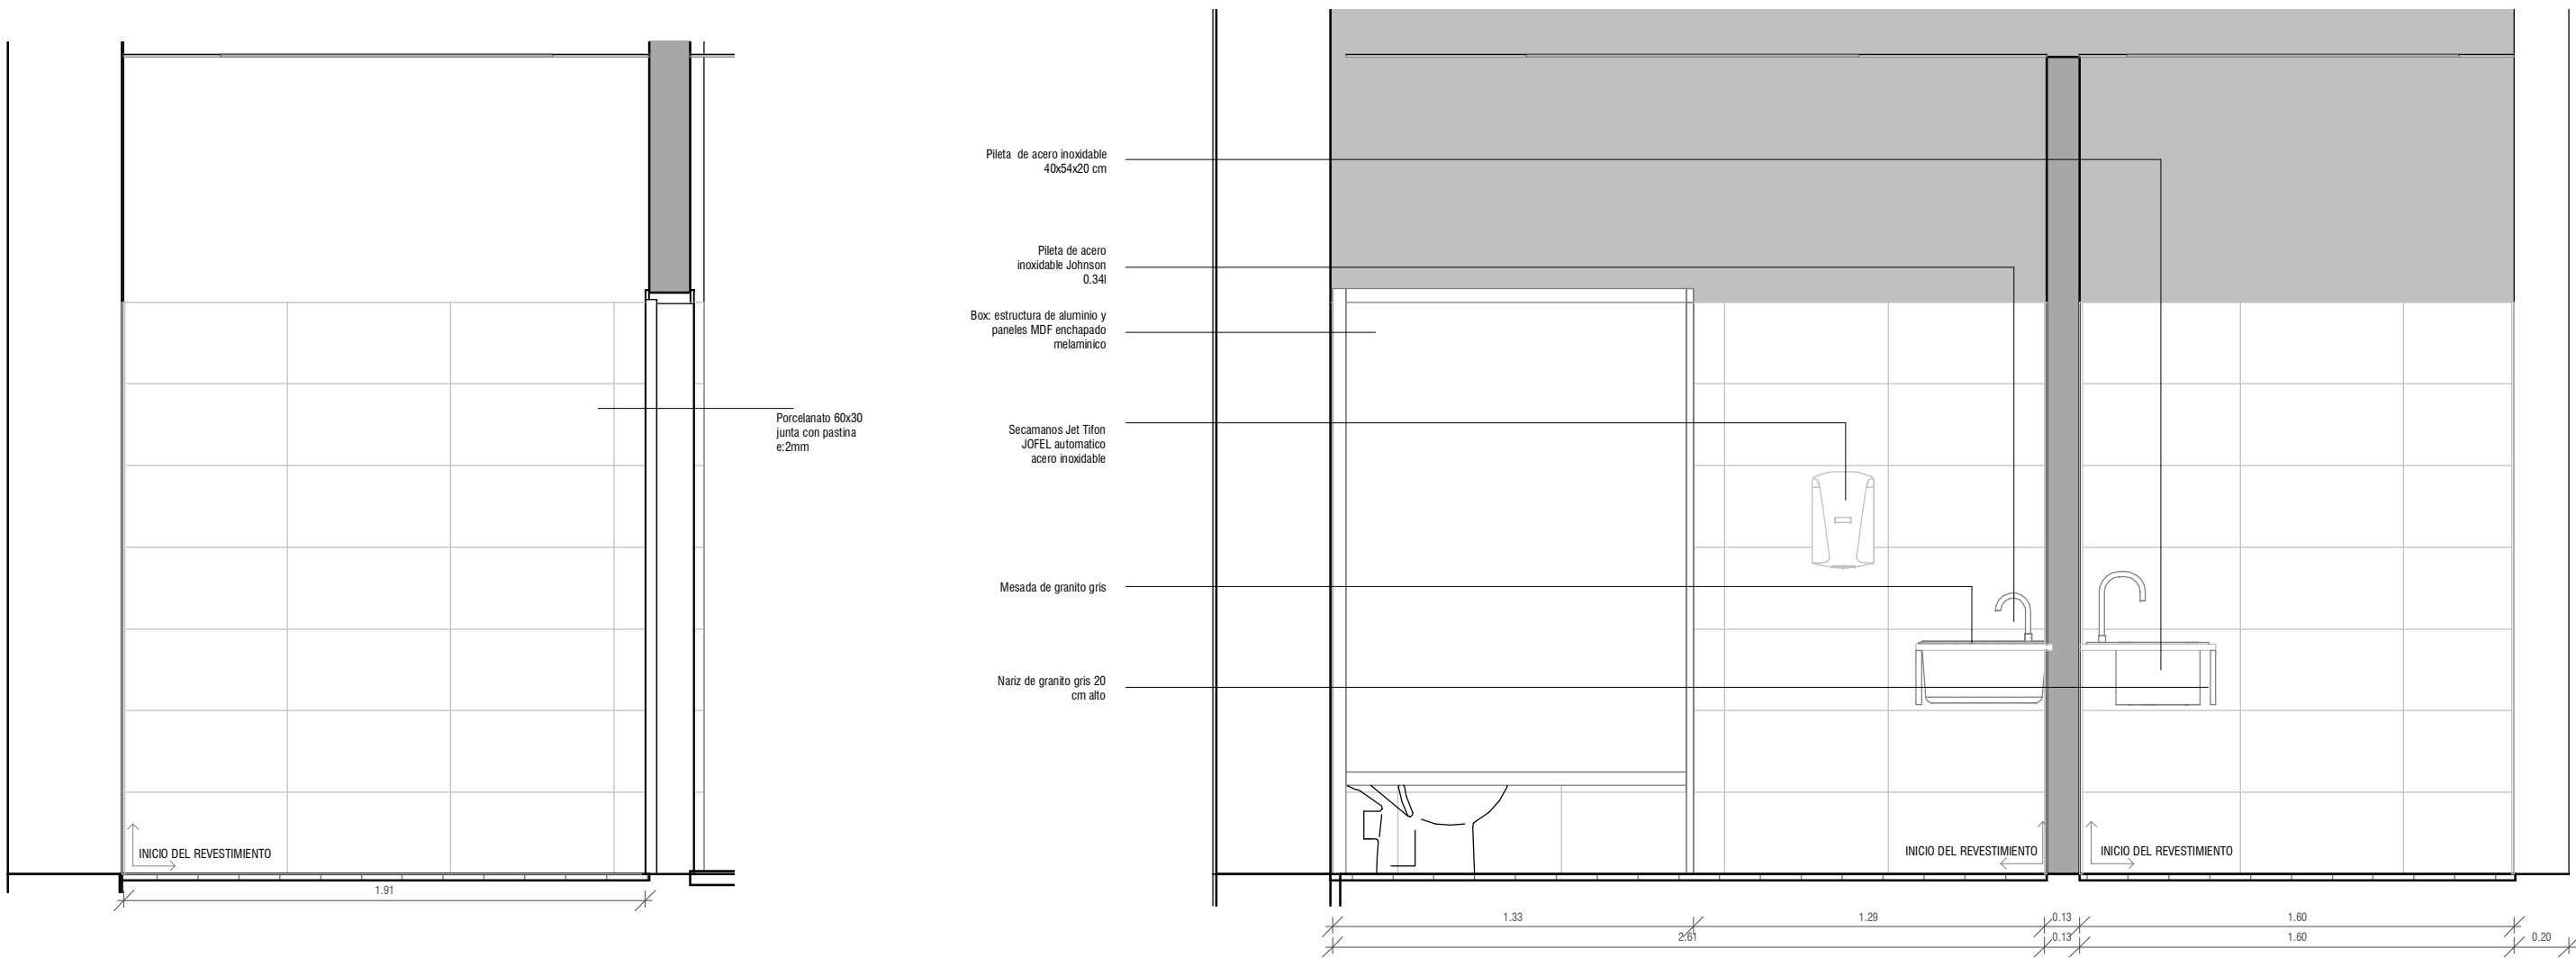 Porcelanato 60x30
junta con pastina
e:2mm
INICIO DEL REVESTIMIENTO
1.91
Pileta de acero inoxidable
40x54x20 cm
Pileta de acero
inoxidable Johnson
0.34l
Box: estructura de aluminio y
paneles MDF enchapado
melaminico
Secamanos Jet Tifon
JOFEL automatico
acero inoxidable
Mesada de granito gris
Nariz de granito gris 20
cm alto
INICIO DEL REVESTIMIENTO
INICIO DEL REVESTIMIENTO
1.33
1.29
0.13
1.60
2.61
0.13
1.60
0.20